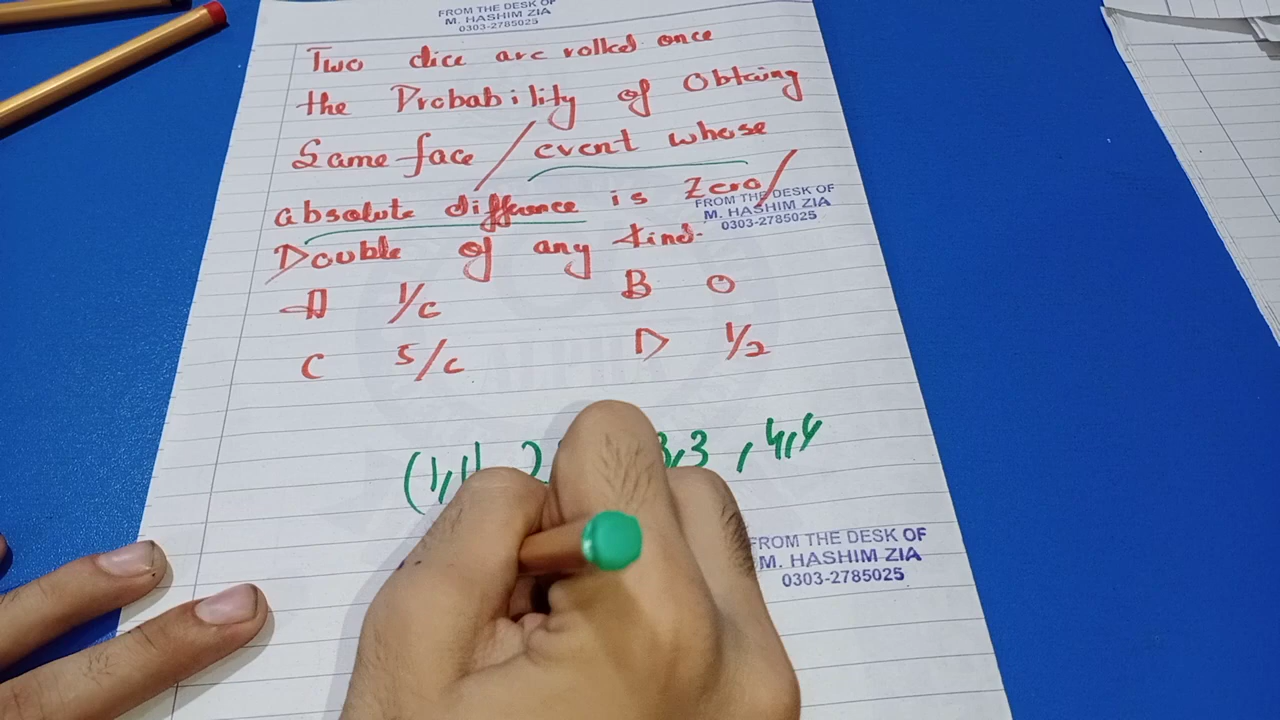 FROM THE DESK OF
M. HASHIM ZIA
0303-2785025
Two dice are rolled once
the Probability of Obtaing
Same face / event whose
absolute difference is Zero/
FROM THE DESK OF
M. HASHIM ZIA
0303-2785025
Double of any kind.
A 1/6 B 0
C 5/6 D 1/2
(1,1 2 3,3 , 4,4
FROM THE DESK OF
M. HASHIM ZIA
0303-2785025